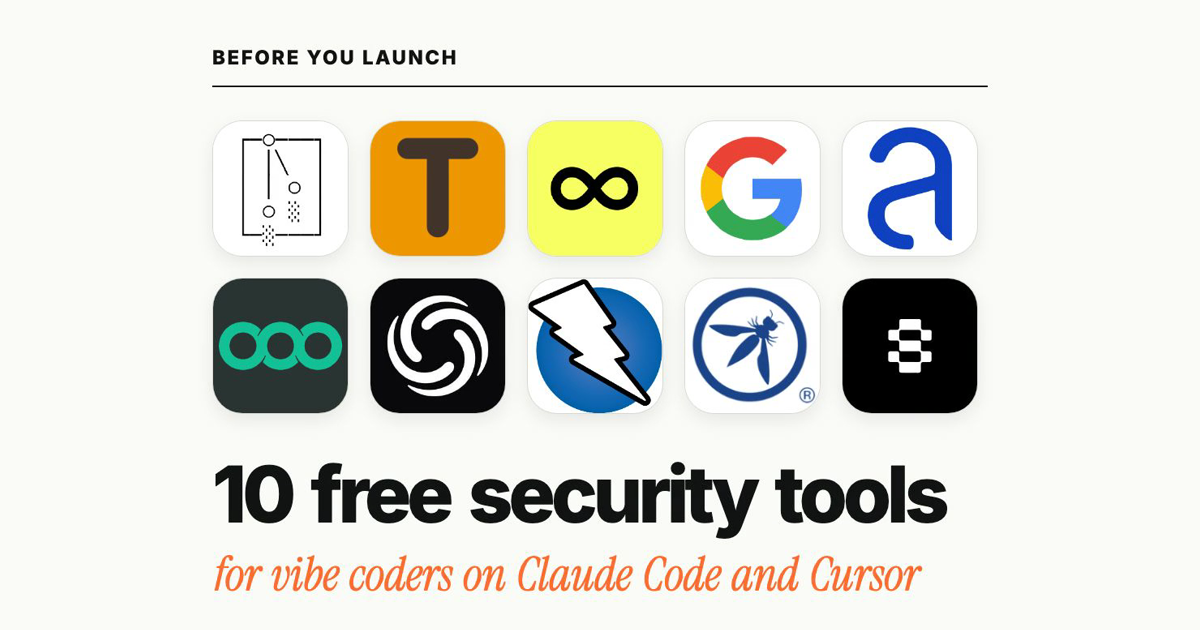 BEFORE YOU LAUNCH
T
G
a
®
S
10 free security tools
for vibe coders on Claude Code and Cursor